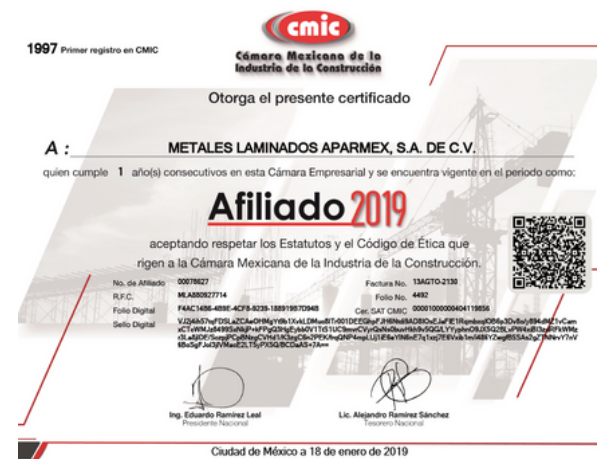 cmic
1997 Primer registro en CMIC
Cámara Mexicana de la
Industria de la Construcción
Otorga el presente certificado
A : METALES LAMINADOS APARMEX, S.A. DE C.V.
quien cumple 1 año(s) consecutivos en esta Cámara Empresarial y se encuentra vigente en el periodo como:
Afiliado 2019
aceptando respetar los Estatutos y el Código de Ética que
rigen a la Cámara Mexicana de la Industria de la Construcción.
No. de Afiliado 00078627 Factura No. 13AGTO-2130
R.F.C. MLA880927714 Folio No. 4492
Folio Digital Cer. SAT CMIC 00001000000404119856
Sello Digital
Ing. Eduardo Ramírez Leal Lic. Alejandro Ramírez Sánchez
Presidente Nacional Tesorero Nacional
Ciudad de México a 18 de enero de 2019